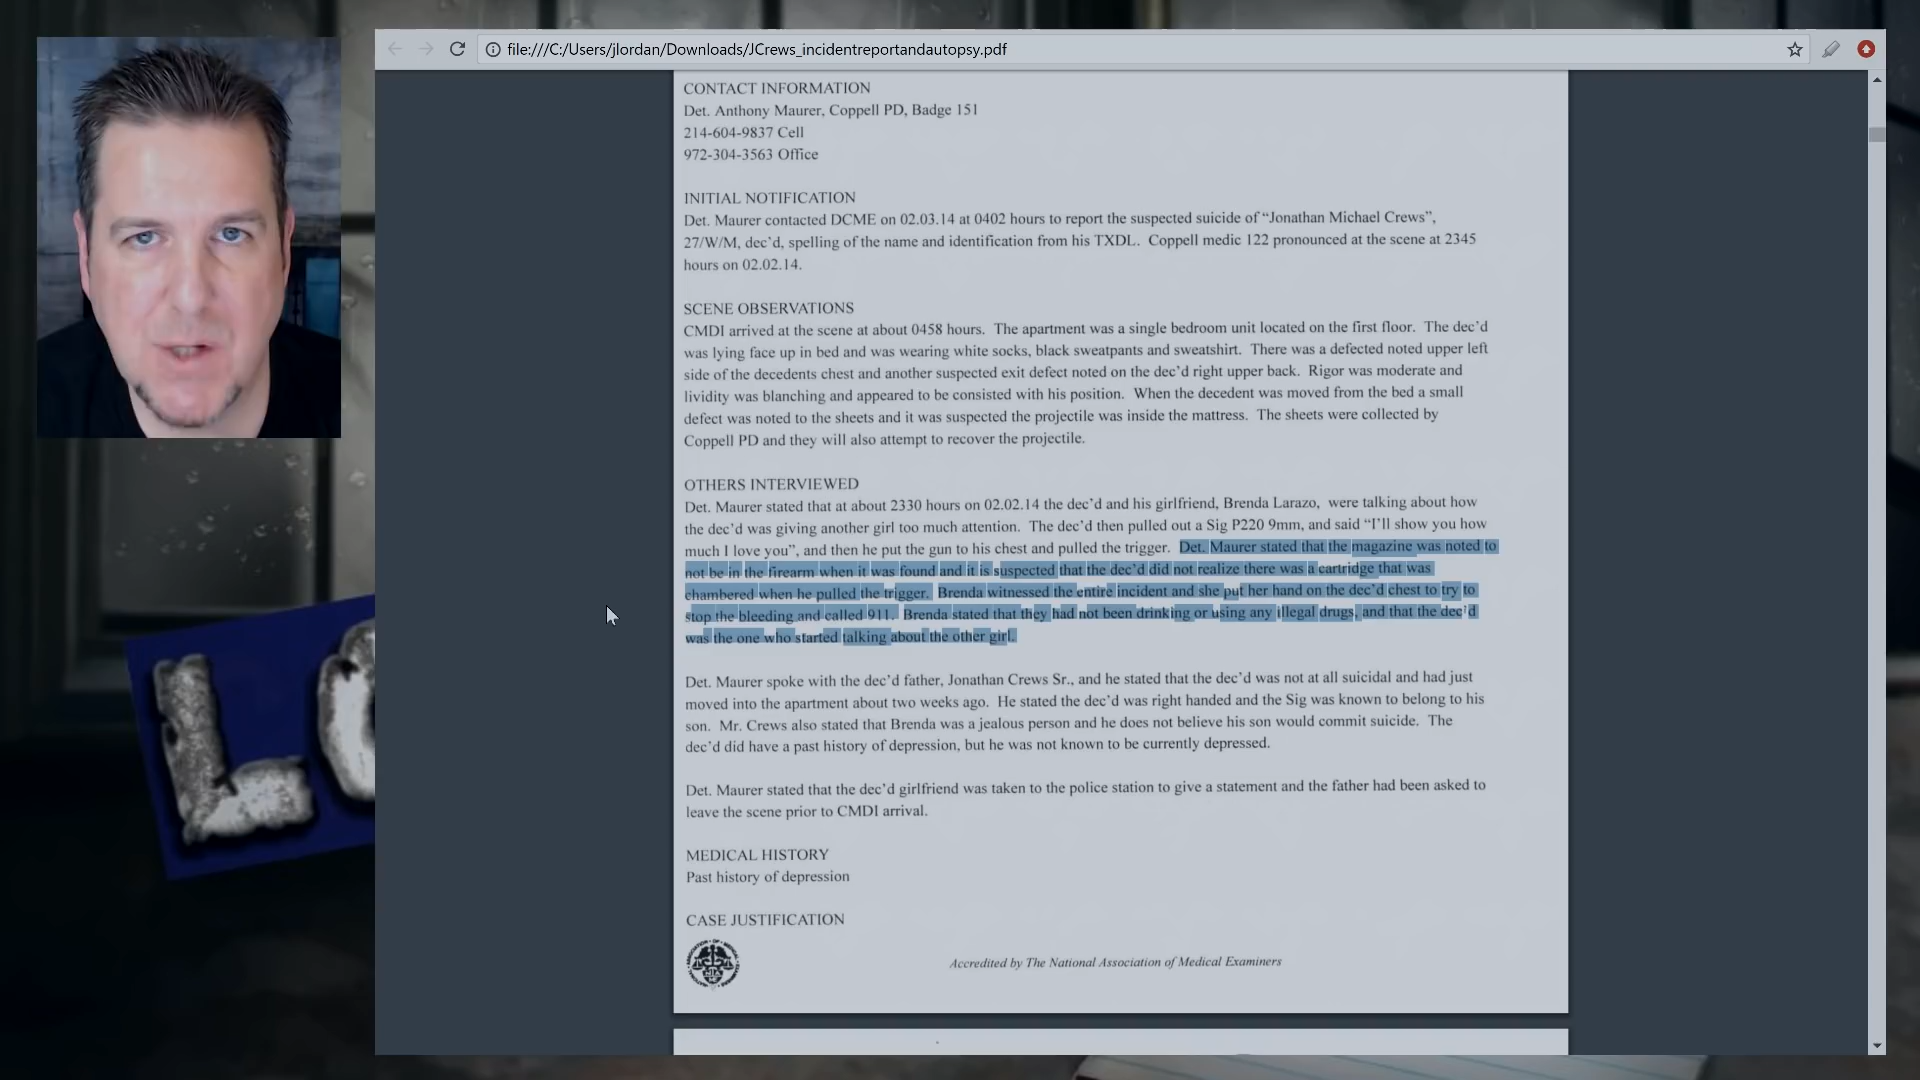 file:///C:/Users/jlordan/Downloads/JCrews_incidentreportandautopsy.pdf
CONTACT INFORMATION
Det. Anthony Maurer, Coppell PD, Badge 151
214-604-9837 Cell
972-304-3563 Office
INITIAL NOTIFICATION
Det. Maurer contacted DCME on 02.03.14 at 0402 hours to report the suspected suicide of “Jonathan Michael Crews”,
27/W/M, dec’d, spelling of the name and identification from his TXDL. Coppell medic 122 pronounced at the scene at 2345
hours on 02.02.14.
SCENE OBSERVATIONS
CMDI arrived at the scene at about 0458 hours. The apartment was a single bedroom unit located on the first floor. The dec’d
was lying face up in bed and was wearing white socks, black sweatpants and sweatshirt. There was a defected noted upper left
side of the decedents chest and another suspected exit defect noted on the dec’d right upper back. Rigor was moderate and
lividity was blanching and appeared to be consisted with his position. When the decedent was moved from the bed a small
defect was noted to the sheets and it was suspected the projectile was inside the mattress. The sheets were collected by
Coppell PD and they will also attempt to recover the projectile.
OTHERS INTERVIEWED
Det. Maurer stated that at about 2330 hours on 02.02.14 the dec’d and his girlfriend, Brenda Larazo, were talking about how
the dec’d was giving another girl too much attention. The dec’d then pulled out a Sig P220 9mm, and said “I’ll show you how
much I love you”, and then he put the gun to his chest and pulled the trigger. Det. Maurer stated that the magazine was noted to
not be in the firearm when it was found and it is suspected that the dec’d did not realize there was a cartridge that was
chambered when he pulled the trigger. Brenda witnessed the entire incident and she put her hand on the dec’d chest to try to
stop the bleeding and called 911. Brenda stated that they had not been drinking or using any illegal drugs, and that the dec’d
was the one who started talking about the other girl.
Det. Maurer spoke with the dec’d father, Jonathan Crews Sr., and he stated that the dec’d was not at all suicidal and had just
moved into the apartment about two weeks ago. He stated the dec’d was right handed and the Sig was known to belong to his
son. Mr. Crews also stated that Brenda was a jealous person and he does not believe his son would commit suicide. The
dec’d did have a past history of depression, but he was not known to be currently depressed.
Det. Maurer stated that the dec’d girlfriend was taken to the police station to give a statement and the father had been asked to
leave the scene prior to CMDI arrival.
MEDICAL HISTORY
Past history of depression
CASE JUSTIFICATION
Accredited by The National Association of Medical Examiners